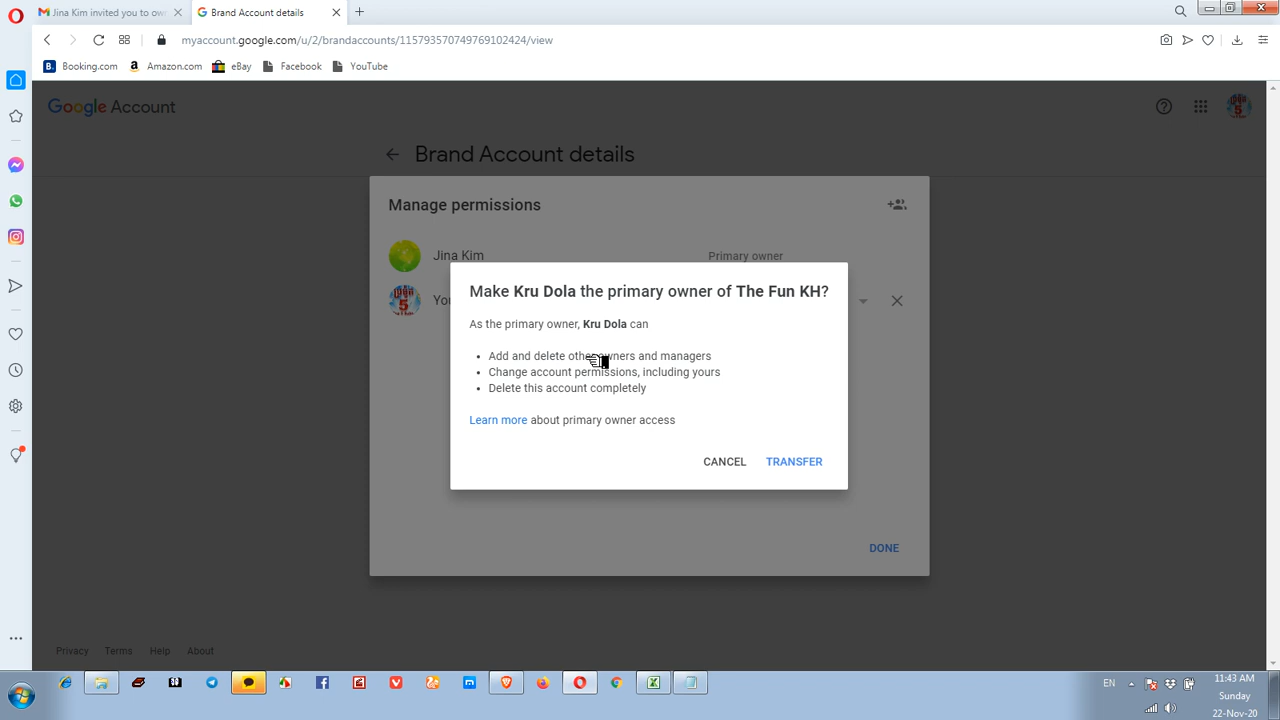 Jina Kim invited you to ow
Brand Account details
myaccount.google.com/u/2/brandaccounts/115793570749769102424/view
B. Booking.com
Amazon.com
eBay
Facebook
YouTube
Google Account
Brand Account details
Manage permissions
Jina Kim
Primary owner
You
Make Kru Dola the primary owner of The Fun KH?
As the primary owner, Kru Dola can
• Add and delete other owners and managers
• Change account permissions, including yours
• Delete this account completely
Learn more about primary owner access
CANCEL
TRANSFER
DONE
Privacy
Terms
Help
About
EN
11:43 AM
Sunday
22-Nov-20